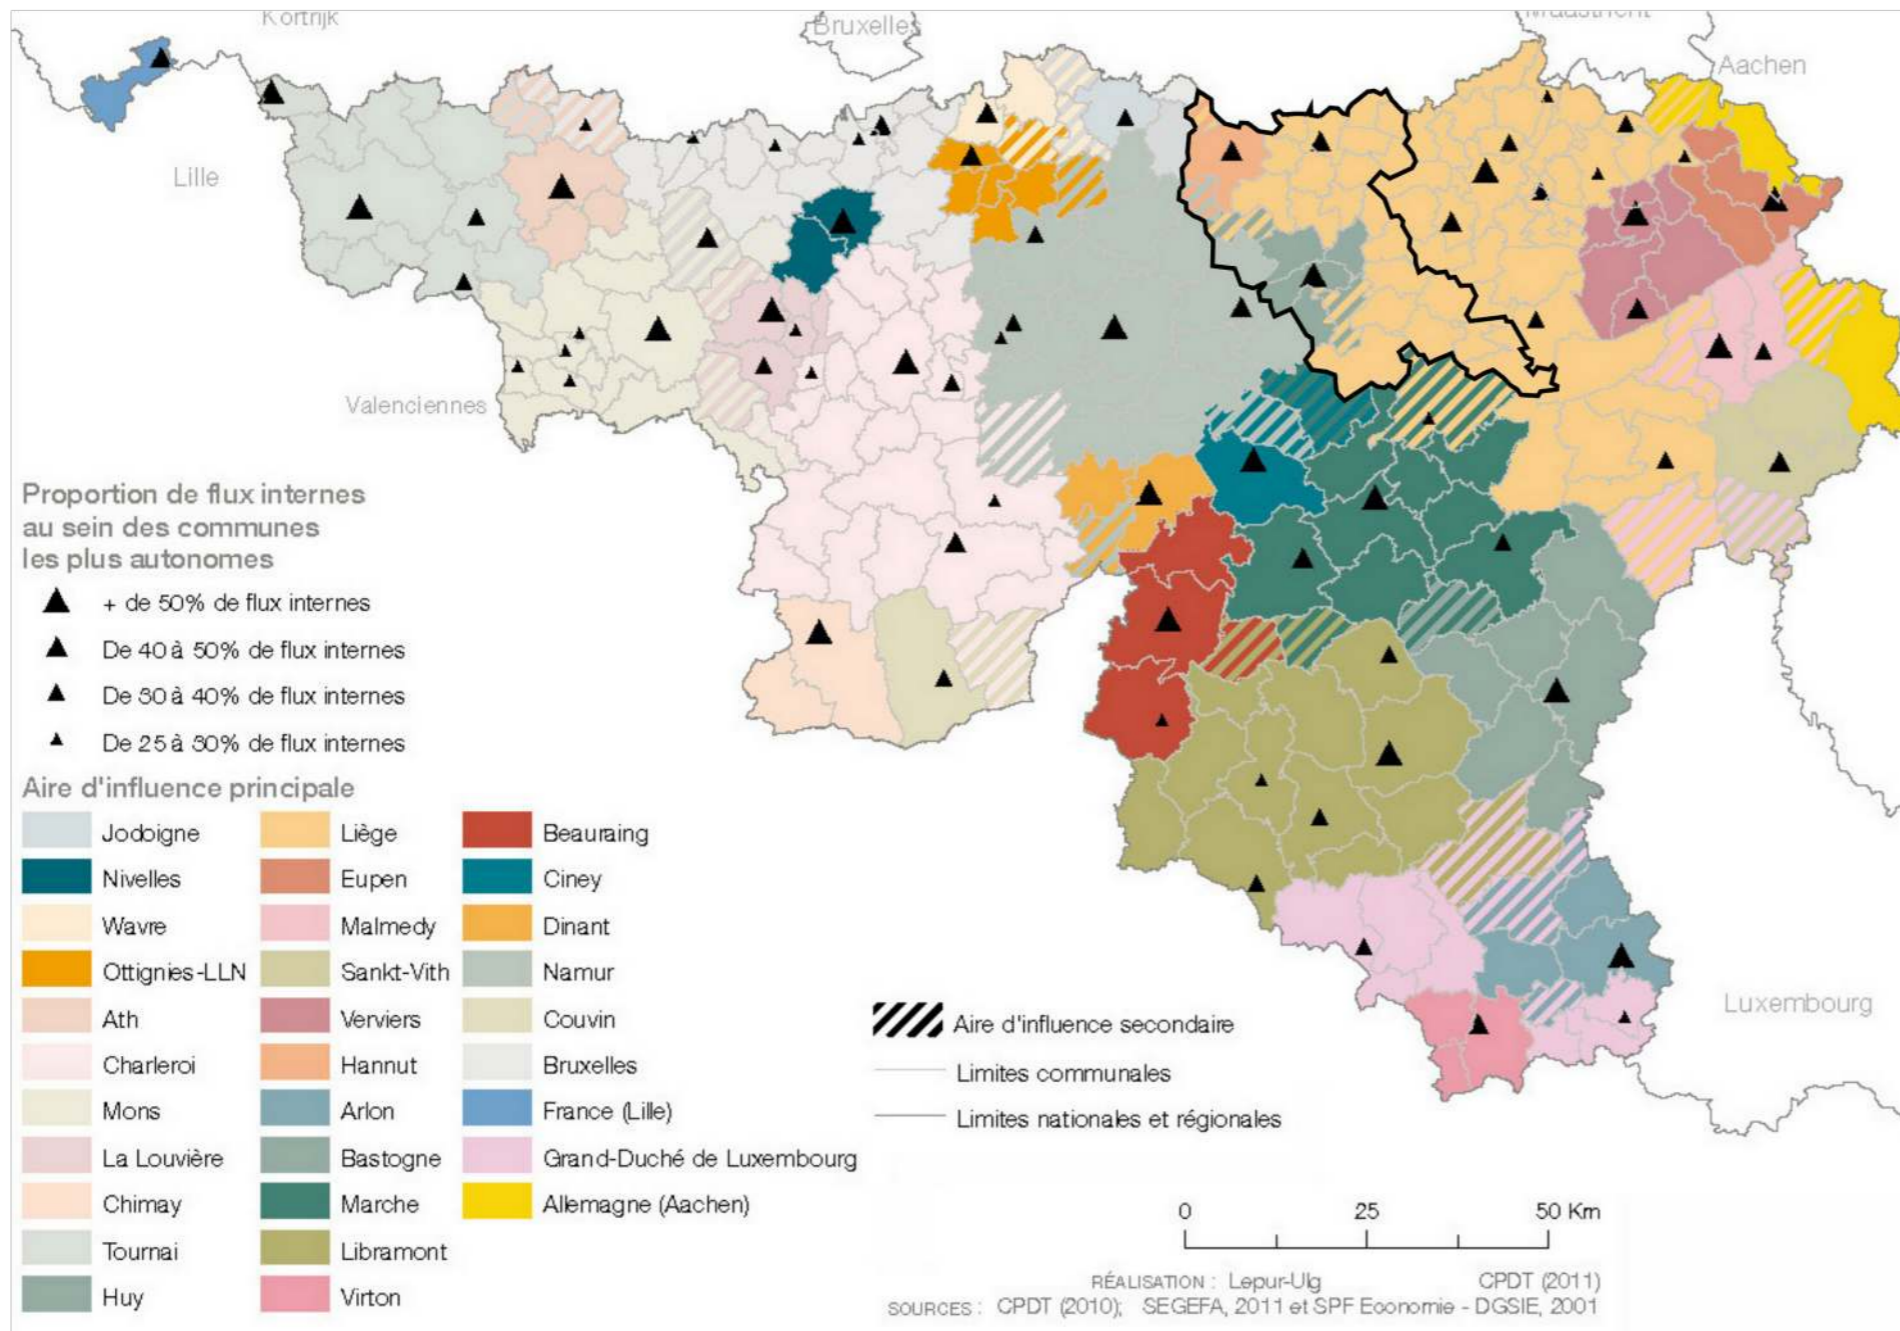 Kortrijk
Bruxelles
Maastricht
Aachen
Lille
Valenciennes
Luxembourg
Proportion de flux internes
au sein des communes
les plus autonomes
+ de 50% de flux internes
De 40 à 50% de flux internes
De 30 à 40% de flux internes
De 25 à 30% de flux internes
Aire d'influence principale
Jodoigne
Nivelles
Wavre
Ottignies-LLN
Ath
Charleroi
Mons
La Louvière
Chimay
Tournai
Huy
Liège
Eupen
Malmedy
Sankt-Vith
Verviers
Hannut
Arlon
Bastogne
Marche
Libramont
Virton
Beauraing
Ciney
Dinant
Namur
Couvin
Bruxelles
France (Lille)
Grand-Duché de Luxembourg
Allemagne (Aachen)
Aire d'influence secondaire
Limites communales
Limites nationales et régionales
0 25 50 Km
RÉALISATION : Lepur-Ulg CPDT (2011)
SOURCES : CPDT (2010); SEGEFA, 2011 et SPF Economie - DGSIE, 2001